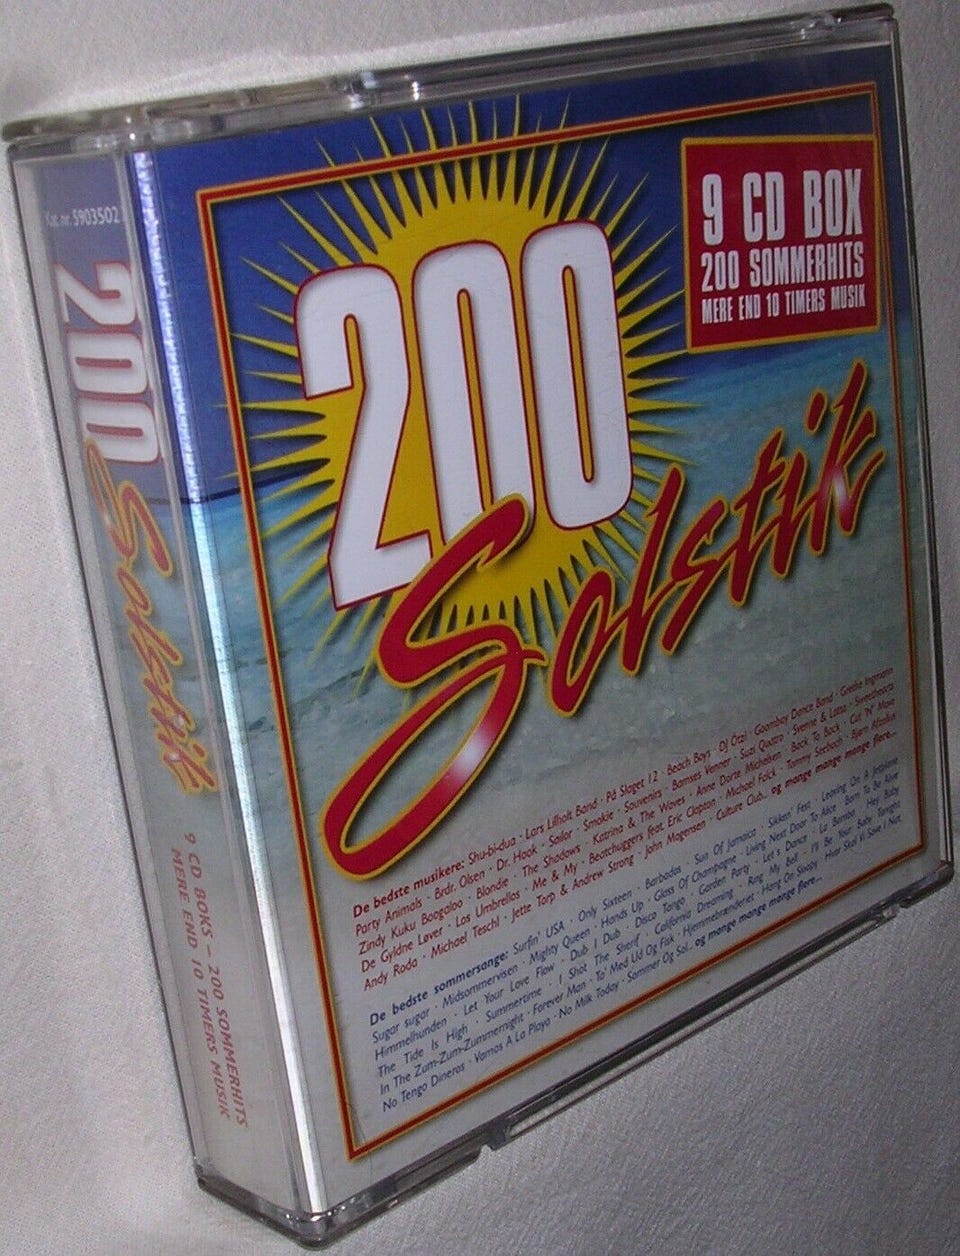 Kat. nr. 5903502
200
Solstik
9 CD BOKS – 200 SOMMERHITS
MERE END 10 TIMERS MUSIK
9 CD BOX
200 SOMMERHITS
MERE END 10 TIMERS MUSIK
200
Solstik
De bedste musikere: Shu-bi-dua · Lars Lilholt Band · På Slaget 12 · Beach Boys · DJ Ötzi · Goombay Dance Band · Grethe Ingmann
Party Animals · Brdr. Olsen · Dr. Hook · Sailor · Smokie · Souvenirs · Bamses Venner · Suzi Quatro · Svenne & Lotta · Sweethearts
Zindy Kuku Boogaloo · Blondie · The Shadows · Katrina & The Waves · Anne Dorte Michelsen · Back To Back · Cut 'N' Move
De Gyldne Løver · Los Umbrellos · Me & My · Beatchuggers feat. Eric Clapton · Michael Falck · Tommy Seebach · Bjørn Afzelius
Andy Roda · Michael Teschl · Jette Torp & Andrew Strong · John Mogensen · Culture Club... og mange mange mange flere...
De bedste sommersange: Surfin' USA · Only Sixteen · Barbados · Sun Of Jamaica · Sikken' Fest · Leaving On A Jetplane
Sugar sugar · Midsommervisen · Mighty Queen · Hands Up · Glass Of Champagne · Living Next Door To Alice · Born To Be Alive
Himmelhunden · Let Your Love Flow · Dub I Dub · Disco Tango · Garden Party · Let's Dance · La Bamba · Hey Baby
The Tide Is High · Summertime · I Shot The Sherif · California Dreaming · Ring My Bell · I'll Be Your Baby Tonight
In The Zum-Zum-Zummernight · Forever Man · Ta' Med Ud Og Fisk · Hjemmebrænderiet · Hang On Sloopy · Hvor Skal Vi Sove I Nat
No Tengo Dineros · Vamos A La Playa · No Milk Today · Sommer Og Sol... og mange mange mange flere...